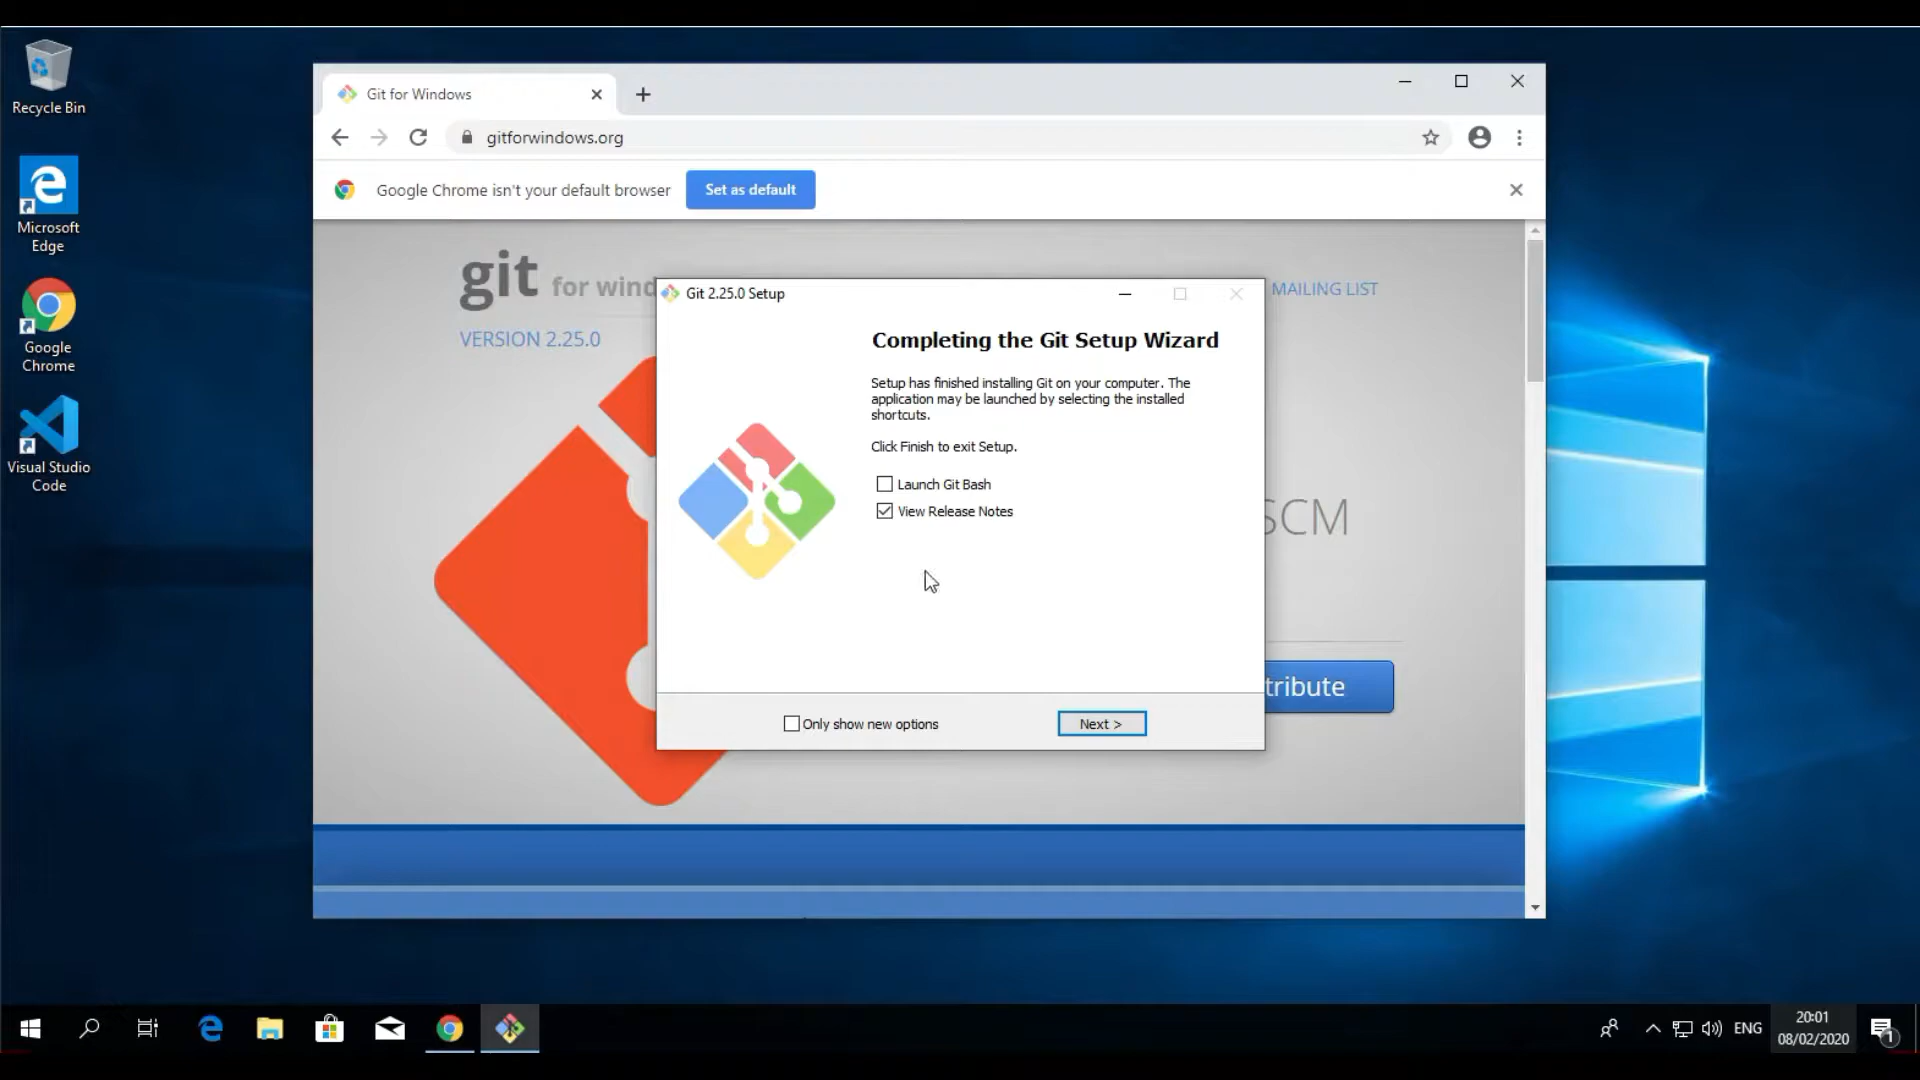 Recycle Bin
Microsoft
Edge
Google
Chrome
Visual Studio
Code
Git for Windows
gitforwindows.org
Google Chrome isn't your default browser
Set as default
git for wind
VERSION 2.25.0
MAILING LIST
SCM
tribute
Git 2.25.0 Setup
Completing the Git Setup Wizard
Setup has finished installing Git on your computer. The
application may be launched by selecting the installed
shortcuts.
Click Finish to exit Setup.
Launch Git Bash
View Release Notes
Only show new options
Next >
ENG
20:01
08/02/2020
1